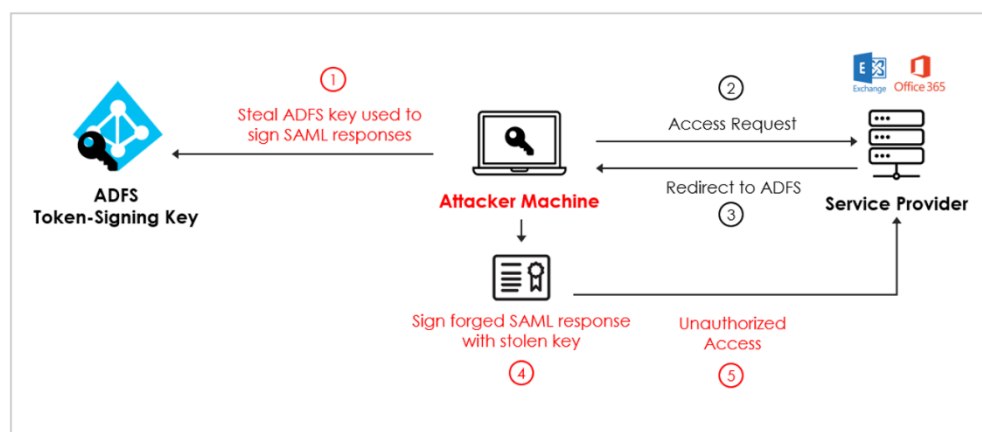 1
Steal ADFS key used to
sign SAML responses
ADFS
Token-Signing Key
Attacker Machine
2
Access Request
Redirect to ADFS
3
E
Exchange
Office 365
Service Provider
Sign forged SAML response
with stolen key
4
Unauthorized
Access
5